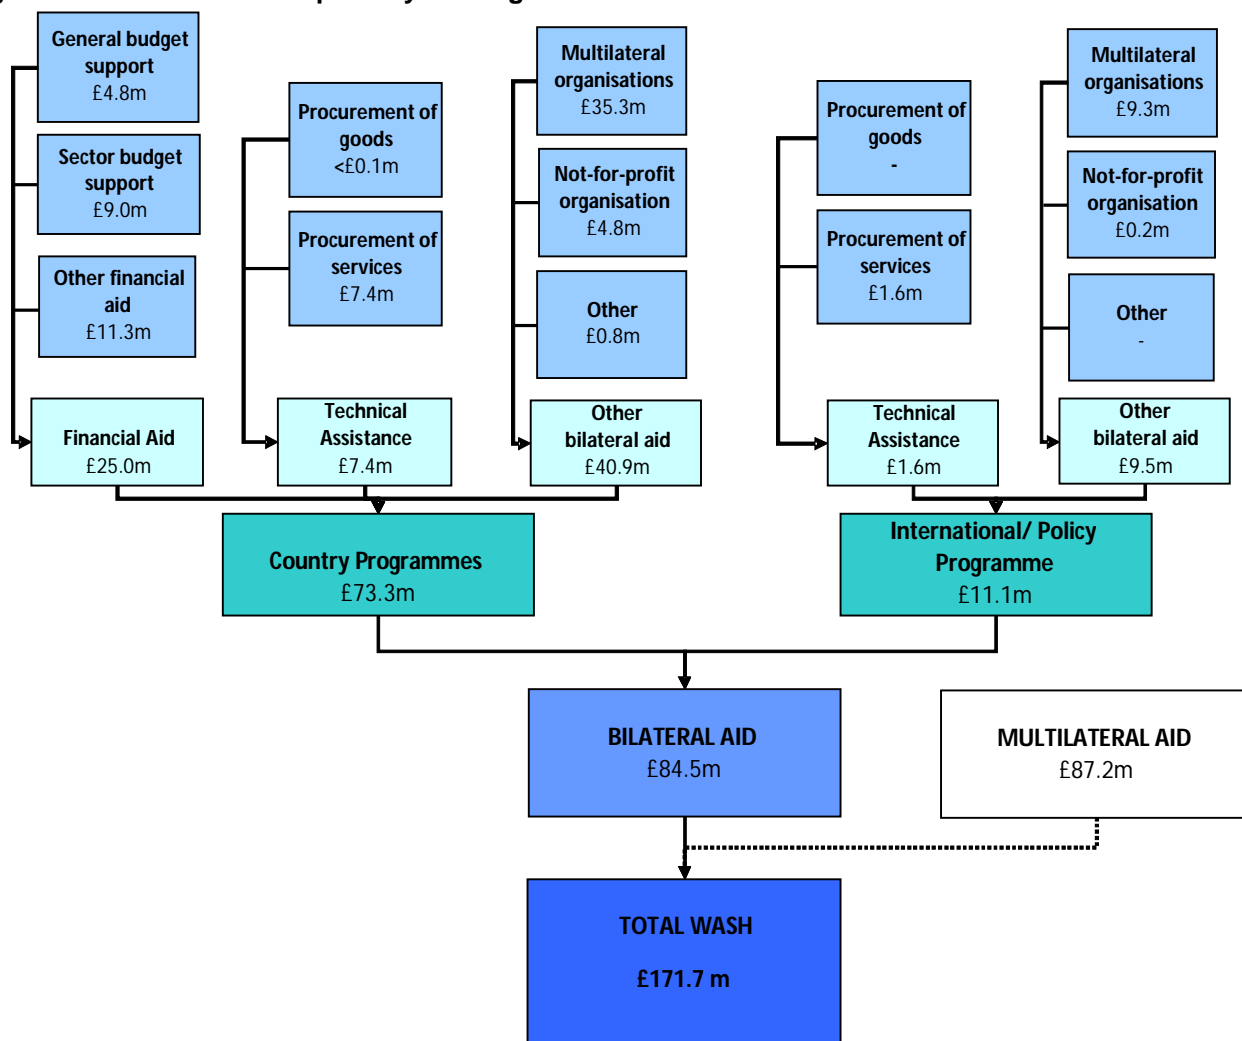 General budget
support
£4.8m
Sector budget
support
£9.0m
Other financial
aid
£11.3m
Financial Aid
£25.0m
Procurement of
goods
<£0.1m
Procurement of
services
£7.4m
Technical
Assistance
£7.4m
Multilateral
organisations
£35.3m
Not-for-profit
organisation
£4.8m
Other
£0.8m
Other
bilateral aid
£40.9m
Procurement of
goods
-
Procurement of
services
£1.6m
Technical
Assistance
£1.6m
Multilateral
organisations
£9.3m
Not-for-profit
organisation
£0.2m
Other
-
Other
bilateral aid
£9.5m
Country Programmes
£73.3m
International/ Policy
Programme
£11.1m
BILATERAL AID
£84.5m
MULTILATERAL AID
£87.2m
TOTAL WASH
£171.7 m